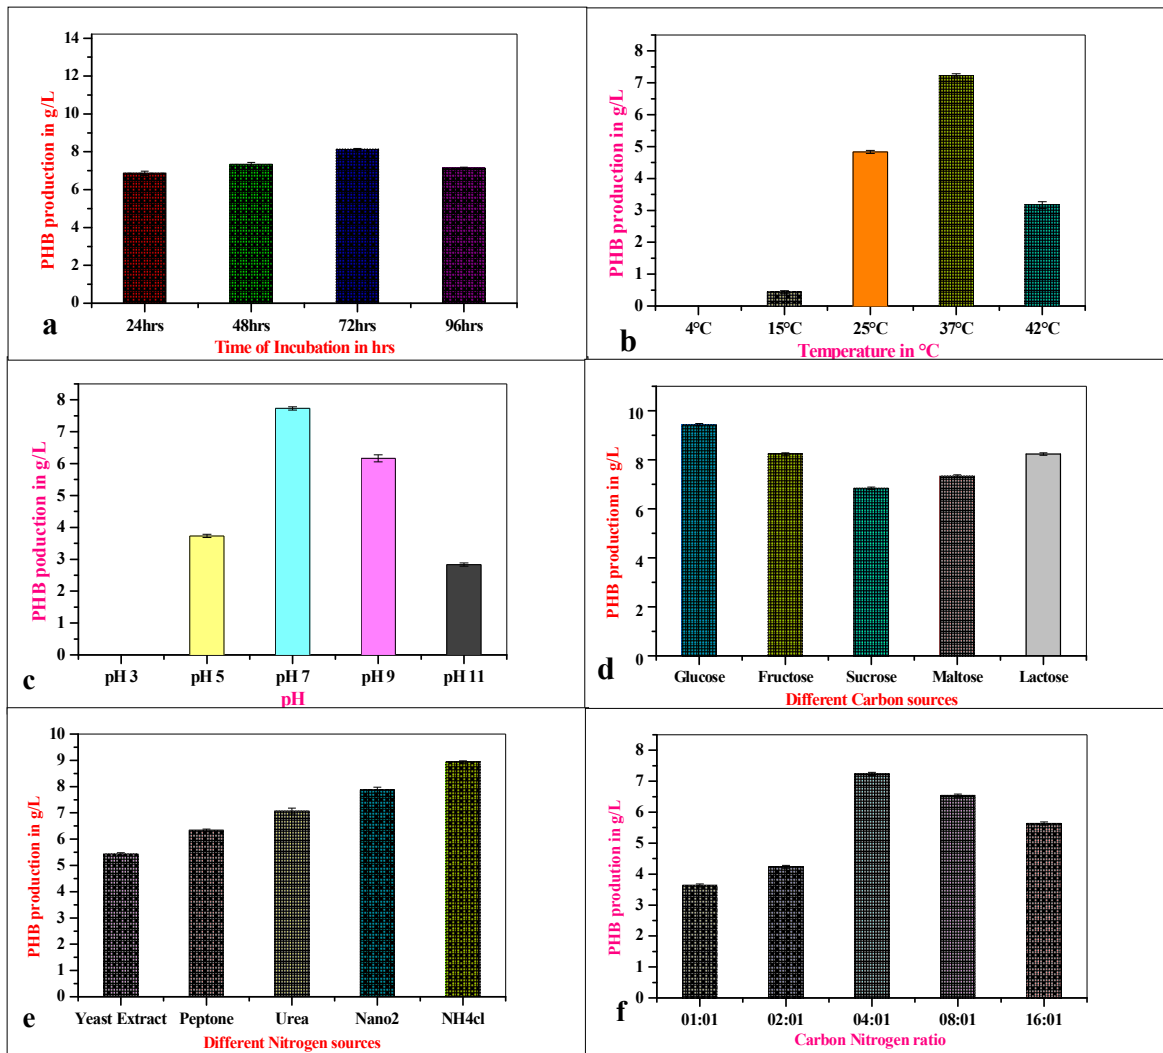 PHB production in g/L
14
12
10
8
6
4
2
0
24hrs 48hrs 72hrs 96hrs
a
Time of Incubation in hrs
PHB production in g/L
8
7
6
5
4
3
2
1
0
4°C 15°C 25°C 37°C 42°C
b
Temperature in °C
PHB poduction in g/L
8
7
6
5
4
3
2
1
0
pH 3 pH 5 pH 7 pH 9 pH 11
c
pH
PHB productiom in g/L
10
8
6
4
2
0
Glucose Fructose Sucrose Maltose Lactose
d
Different Carbon sources
PHB production in g/L
10
9
8
7
6
5
4
3
2
1
0
Yeast Extract Peptone Urea Nano2 NH4cl
e
Different Nitrogen sources
PHB prodution in g/L
8
7
6
5
4
3
2
1
0
01:01 02:01 04:01 08:01 16:01
f
Carbon Nitrogen ratio